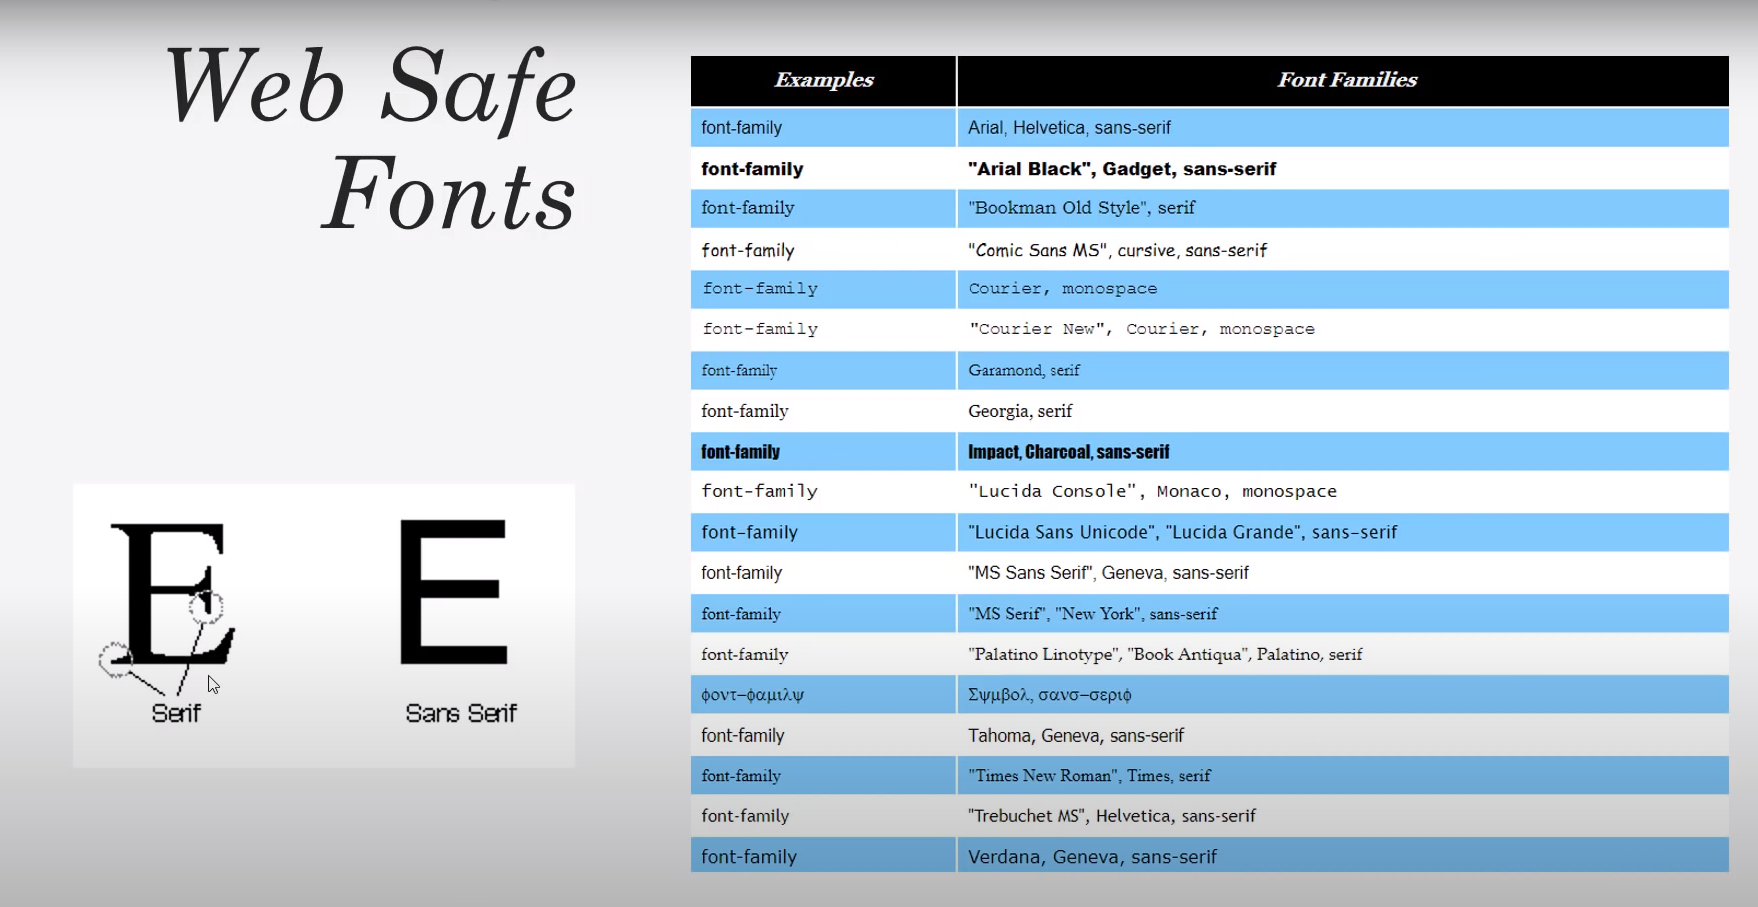 Web Safe
Fonts
Examples Font Families
font-family Arial, Helvetica, sans-serif
font-family "Arial Black", Gadget, sans-serif
font-family "Bookman Old Style", serif
font-family "Comic Sans MS", cursive, sans-serif
font-family Courier, monospace
font-family "Courier New", Courier, monospace
font-family Garamond, serif
font-family Georgia, serif
font-family Impact, Charcoal, sans-serif
font-family "Lucida Console", Monaco, monospace
font-family "Lucida Sans Unicode", "Lucida Grande", sans-serif
font-family "MS Sans Serif", Geneva, sans-serif
font-family "MS Serif", "New York", sans-serif
font-family "Palatino Linotype", "Book Antiqua", Palatino, serif
φοντ−φαμιλψ Σψμβολ, σανσ−σεριφ
font-family Tahoma, Geneva, sans-serif
font-family "Times New Roman", Times, serif
font-family "Trebuchet MS", Helvetica, sans-serif
font-family Verdana, Geneva, sans-serif
E E
Serif Sans Serif